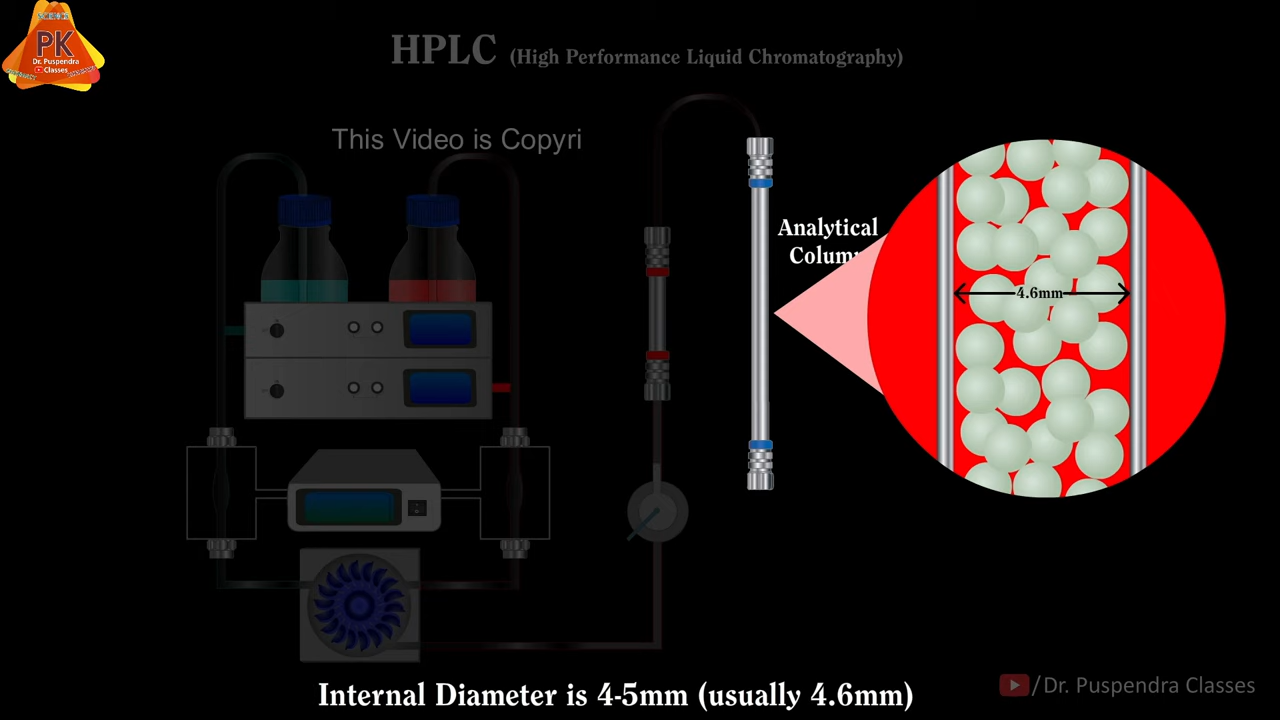 SCIENCE
PK
Dr. Puspendra
Classes
HPLC (High Performance Liquid Chromatography)
This Video is Copyri
Analytical
Colum
4.6mm
Internal Diameter is 4-5mm (usually 4.6mm)
/Dr. Puspendra Classes